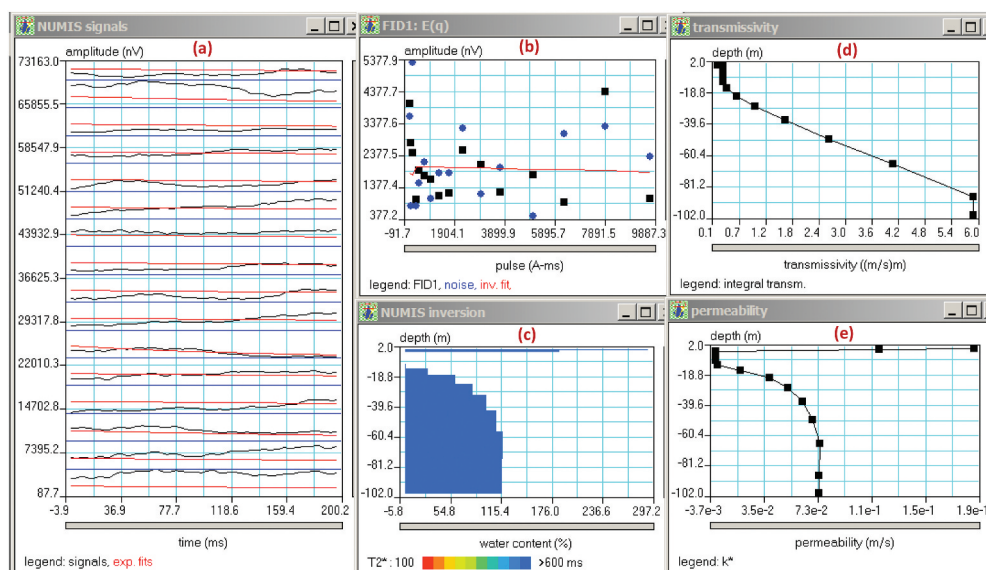 NUMIS signals
(a)
amplitude (nV)
73163.0
65855.5
58547.9
51240.4
43932.9
36625.3
29317.8
22010.3
14702.8
7395.2
87.7
-3.9 36.9 77.7 118.6 159.4 200.2
time (ms)
legend: signals, exp. fits
FID1: E(q)
(b)
amplitude (nV)
5377.9
4377.7
3377.6
2377.5
1377.4
377.2
-91.7 1904.1 3899.9 5895.7 7891.5 9887.3
pulse (A-ms)
legend: FID1, noise, inv. fit,
NUMIS inversion
(c)
depth (m)
2.0
-18.8
-39.6
-60.4
-81.2
-102.0
-5.8 54.8 115.4 176.0 236.6 297.2
water content (%)
T2* : 100 >600 ms
transmissivity
(d)
depth (m)
2.0
-18.8
-39.6
-60.4
-81.2
-102.0
0.1 0.7 1.2 1.8 2.4 3.0 3.6 4.2 4.8 5.4 6.0
transmissivity ((m/s)m)
legend: integral transm.
permeability
(e)
depth (m)
2.0
-18.8
-39.6
-60.4
-81.2
-102.0
-3.7e-3 3.5e-2 7.3e-2 1.1e-1 1.5e-1 1.9e-1
permeability (m/s)
legend: k*